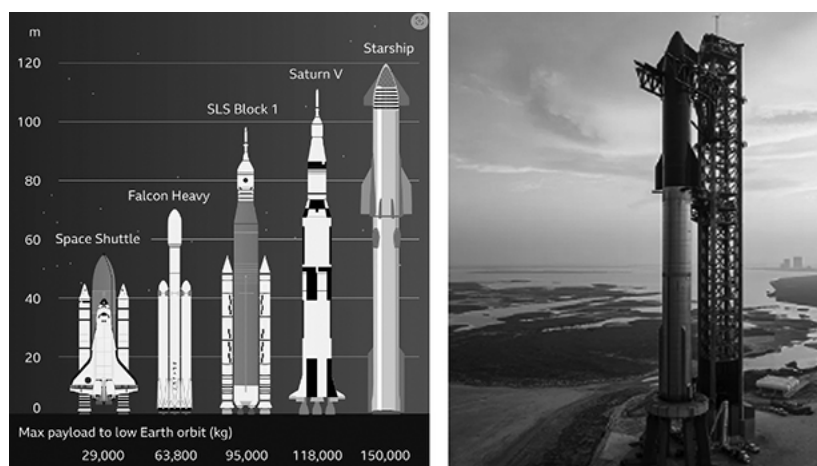 m
Starship
120
Saturn V
SLS Block 1
100
80
Falcon Heavy
Space Shuttle
60
40
20
0
Max payload to low Earth orbit (kg)
29,000 63,800 95,000 118,000 150,000